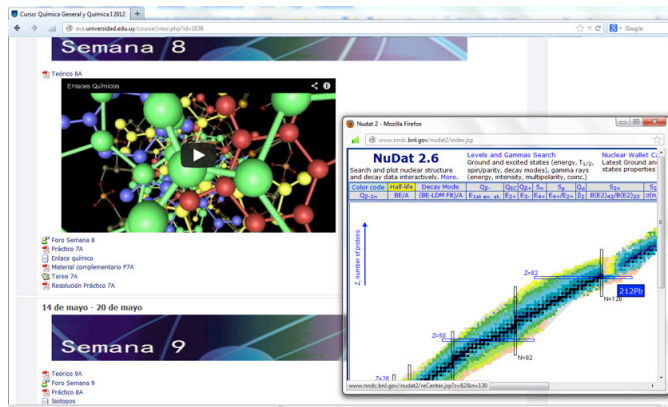 Curso: Química General y Química I 2012
eva.universidad.edu.uy/course/view.php?id=1638
Google
Semana 8
Teórico 8A
Enlaces Químicos
Foro Semana 8
Práctico 7A
Enlace químico
Material complementario P7A
Tarea 7A
Resolución Práctico 7A
14 de mayo - 20 de mayo
Semana 9
Teórico 9A
Foro Semana 9
Práctico 8A
Isotopos
Nudat 2 - Mozilla Firefox
www.nndc.bnl.gov/nudat2/index.jsp
NuDat 2.6
Search and plot nuclear structure
and decay data interactively. More.
Levels and Gammas Search
Ground and excited states (energy, T1/2,
spin/parity, decay modes), gamma rays
(energy, intensity, multipolarity, coinc.)
Nuclear Wallet C
Latest Ground an
states properties
Color code Half-life Decay Mode Qβ- QEC Qβ+ Sn Sp Qα S2n S2
Qβ-2n BE/A (BE-LDM Fit)/A E1st ex. st. E2+ E3- E4+ E4+/E2+ β2 B(E2)42/B(E2)20
Z, number of protons
Z=82
212Pb
N=126
Z=50
N=82
Z=28
www.nndc.bnl.gov/nudat2/reCenter.jsp?z=82&n=130